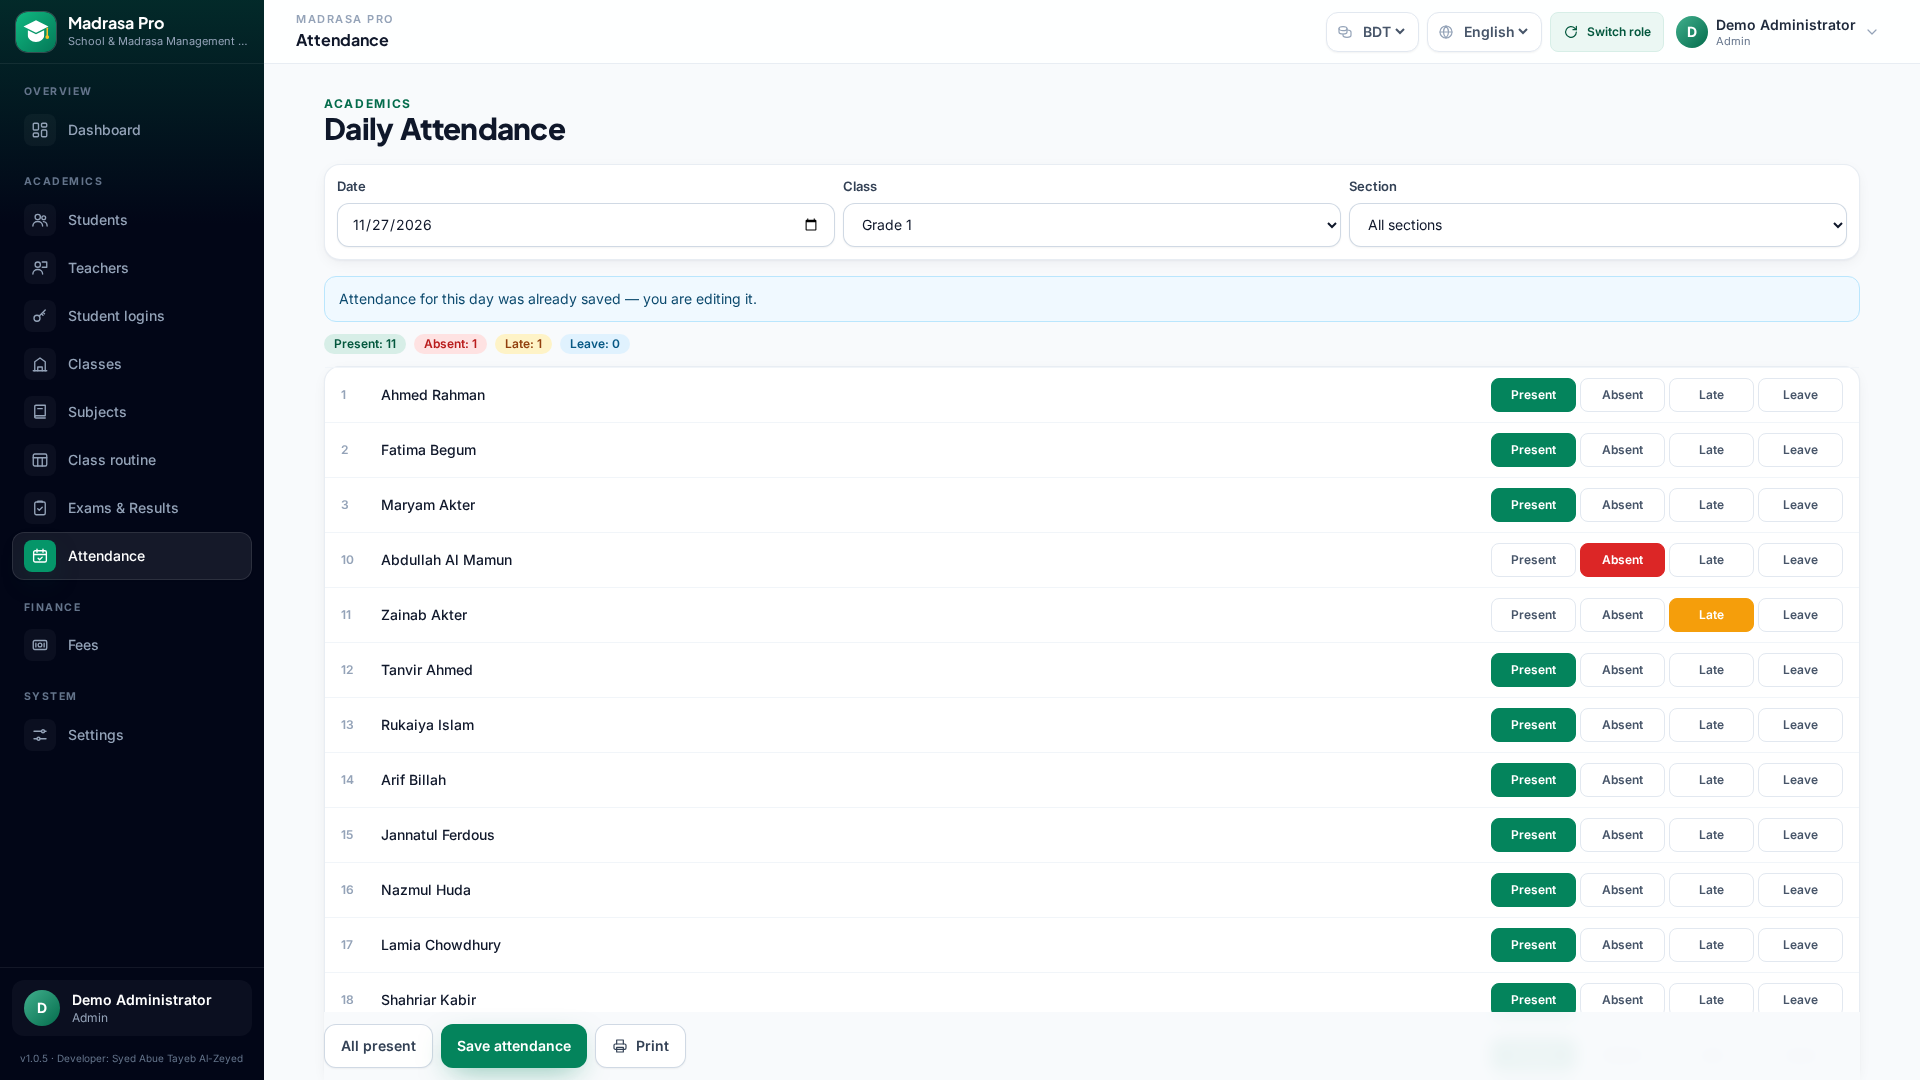 Madrasa Pro
School & Madrasa Management ...
OVERVIEW
Dashboard
ACADEMICS
Students
Teachers
Student logins
Classes
Subjects
Class routine
Exams & Results
Attendance
FINANCE
Fees
SYSTEM
Settings
D
Demo Administrator
Admin
v1.0.5 · Developer: Syed Abue Tayeb Al-Zeyed
MADRASA PRO
Attendance
BDT
English
Switch role
D
Demo Administrator
Admin
ACADEMICS
Daily Attendance
Date Class Section
11/27/2026 Grade 1 All sections
Attendance for this day was already saved — you are editing it.
Present: 11 Absent: 1 Late: 1 Leave: 0
1 Ahmed Rahman Present Absent Late Leave
2 Fatima Begum Present Absent Late Leave
3 Maryam Akter Present Absent Late Leave
10 Abdullah Al Mamun Present Absent Late Leave
11 Zainab Akter Present Absent Late Leave
12 Tanvir Ahmed Present Absent Late Leave
13 Rukaiya Islam Present Absent Late Leave
14 Arif Billah Present Absent Late Leave
15 Jannatul Ferdous Present Absent Late Leave
16 Nazmul Huda Present Absent Late Leave
17 Lamia Chowdhury Present Absent Late Leave
18 Shahriar Kabir Present Absent Late Leave
All present Save attendance Print